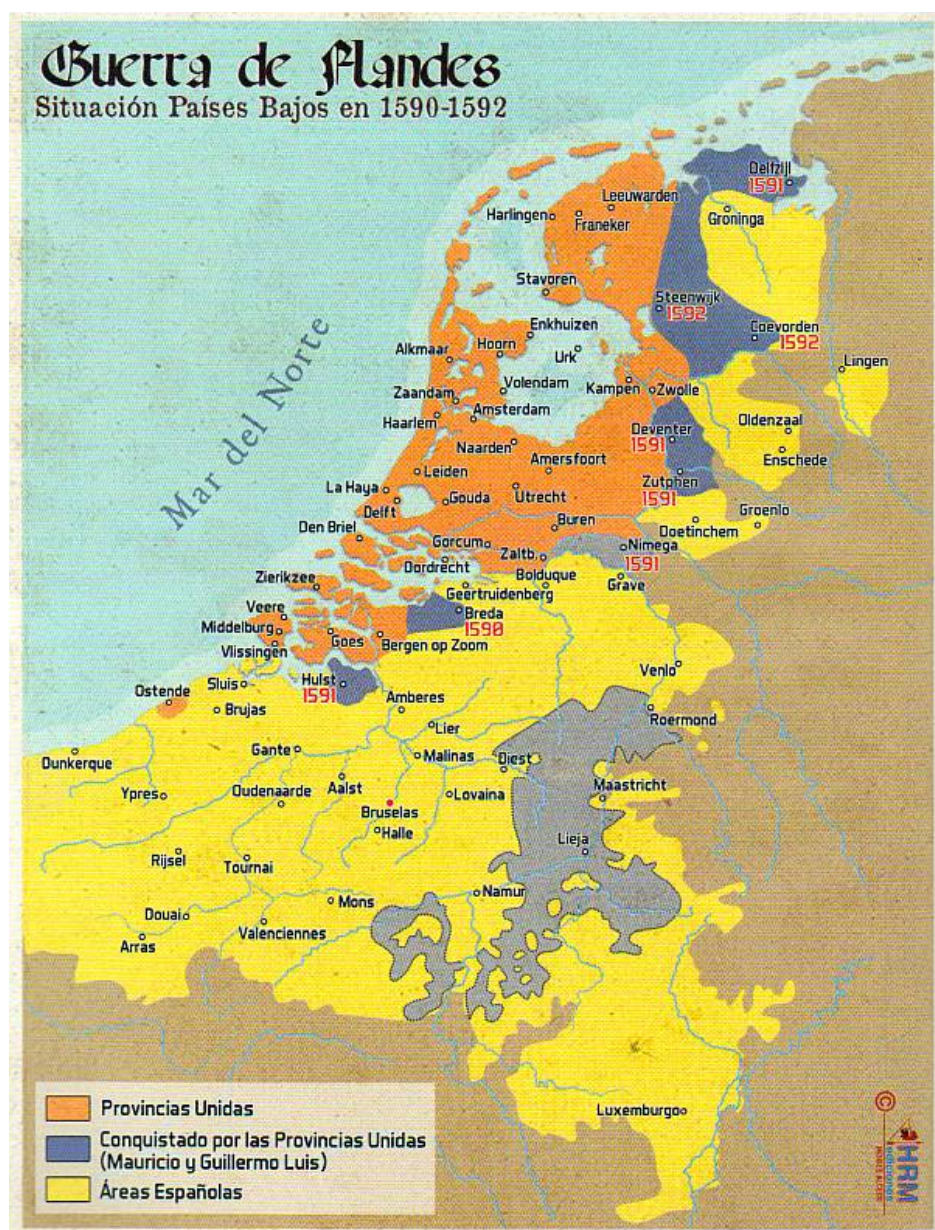 Guerra de Flandes
Situación Países Bajos en 1590-1592
Delfzijl
1591
Leeuwarden
Harlingen
Franeker
Groninga
Stavoren
Steenwijk
1592
Enkhuizen
Coevorden
1592
Alkmaar
Hoorn
Urk
Lingen
Mar del Norte
Volendam
Kampen
Zwolle
Zaandam
Amsterdam
Haarlem
Oldenzaal
Deventer
1591
Naarden
Amersfoort
Enschede
Leiden
Zutphen
1591
La Haya
Gouda
Utrecht
Delft
Groenlo
Buren
Doetinchem
Den Briel
Gorcum
Nimega
1591
Zaltb.
Dordrecht
Zierikzee
Bolduque
Grave
Geertruidenberg
Veere
Breda
1590
Middelburg
Goes
Bergen op Zoom
Vlissingen
Venlo
Sluis
Hulst
1591
Ostende
Amberes
Brujas
Roermond
Lier
Gante
Malinas
Diest
Dunkerque
Maastricht
Ypres
Oudenaarde
Aalst
Lovaina
Bruselas
Halle
Lieja
Rijsel
Tournai
Namur
Mons
Douai
Valenciennes
Arras
Luxemburgo
Provincias Unidas
Conquistado por las Provincias Unidas
(Mauricio y Guillermo Luis)
Áreas Españolas
©
HRM
ediciones